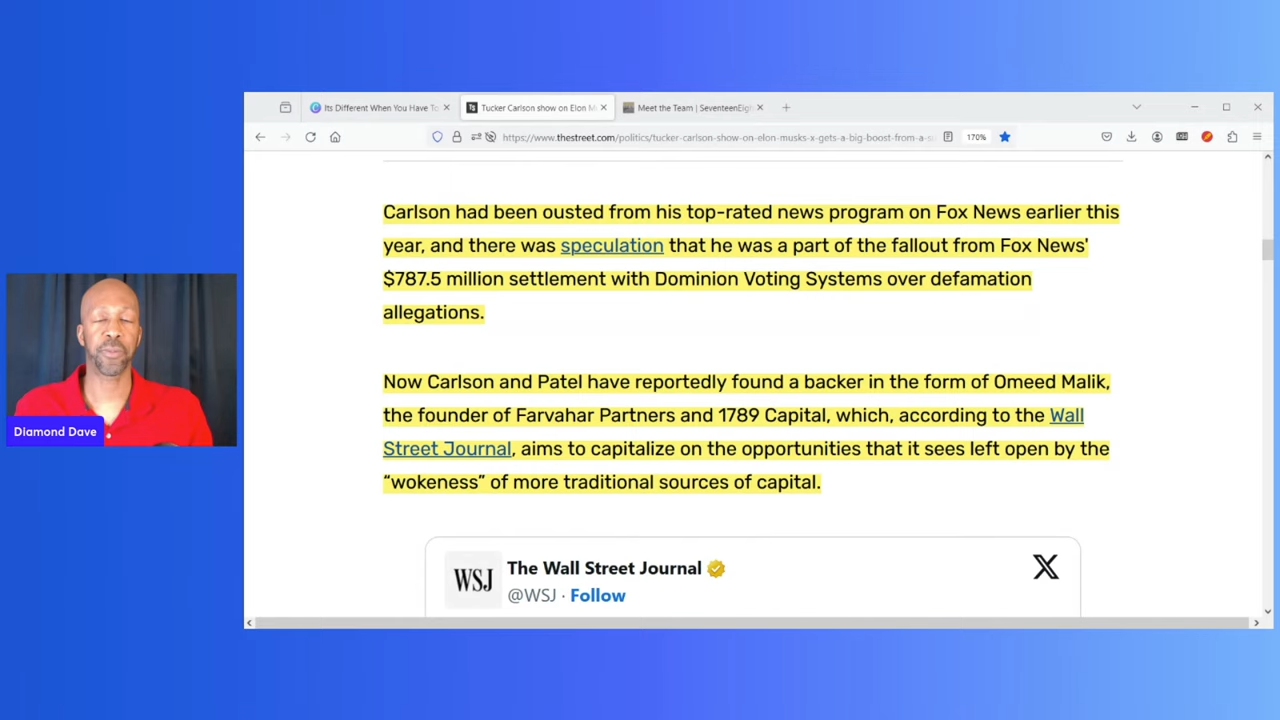 Its Different When You Have To
Tucker Carlson show on Elon M
Meet the Team | SeventeenEigh
https://www.thestreet.com/politics/tucker-carlson-show-on-elon-musks-x-gets-a-big-boost-from-a-s
170%
Carlson had been ousted from his top-rated news program on Fox News earlier this
year, and there was speculation that he was a part of the fallout from Fox News'
$787.5 million settlement with Dominion Voting Systems over defamation
allegations.
Now Carlson and Patel have reportedly found a backer in the form of Omeed Malik,
the founder of Farvahar Partners and 1789 Capital, which, according to the Wall
Street Journal, aims to capitalize on the opportunities that it sees left open by the
“wokeness” of more traditional sources of capital.
WSJ
The Wall Street Journal
@WSJ · Follow
Diamond Dave